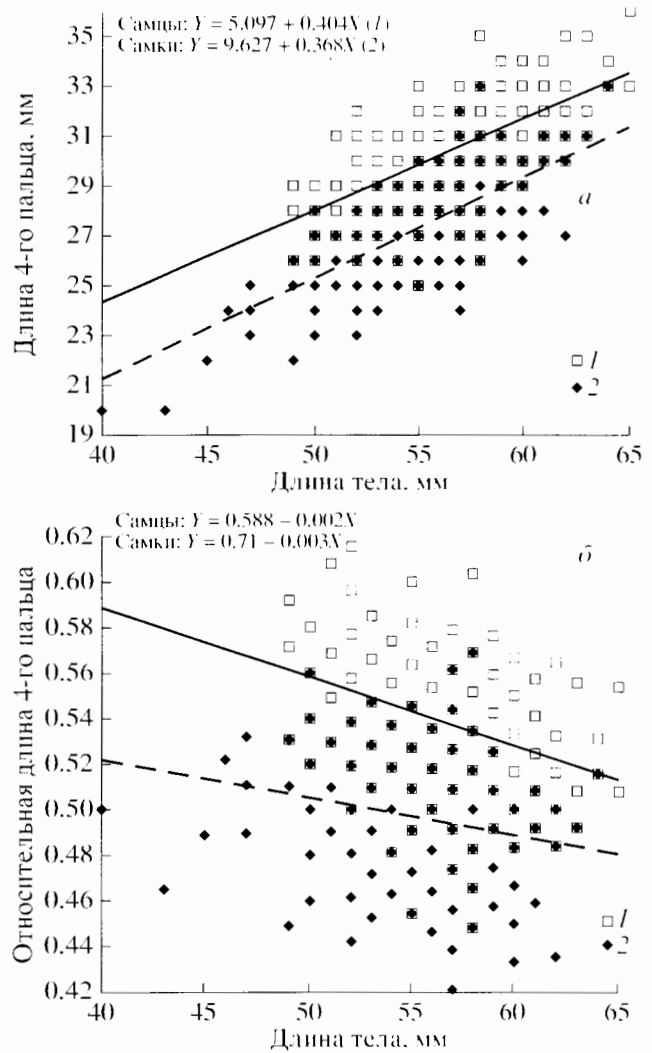 Самцы: Y = 5.097 + 0.404X (1)
Самки: Y = 9.627 + 0.368X (2)
Длина 4-го пальца, мм
35
33
31
29
27
25
23
21
19
а
1
2
40 45 50 55 60 65
Длина тела, мм
Самцы: Y = 0.588 – 0.002X
Самки: Y = 0.71 – 0.003X
Относительная длина 4-го пальца
0.62
0.60
0.58
0.56
0.54
0.52
0.50
0.48
0.46
0.44
0.42
б
1
2
40 45 50 55 60 65
Длина тела, мм